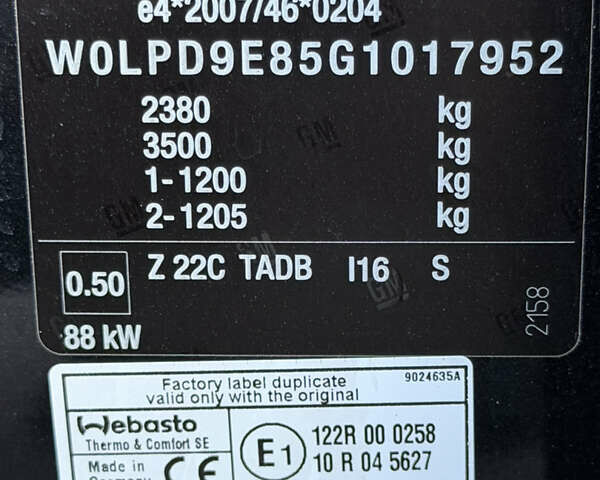 e4*2007/46*0204
W0LPD9E85G1017952
2380 kg
3500 kg
1-1200 kg
2-1205 kg
0.50 Z 22C TADB I16 S
88 kW
2158
Factory label duplicate 9024635A
valid only with the original
Webasto
Thermo & Comfort SE
E1 122R 00 0258
10 R 04 5627
Made in CE